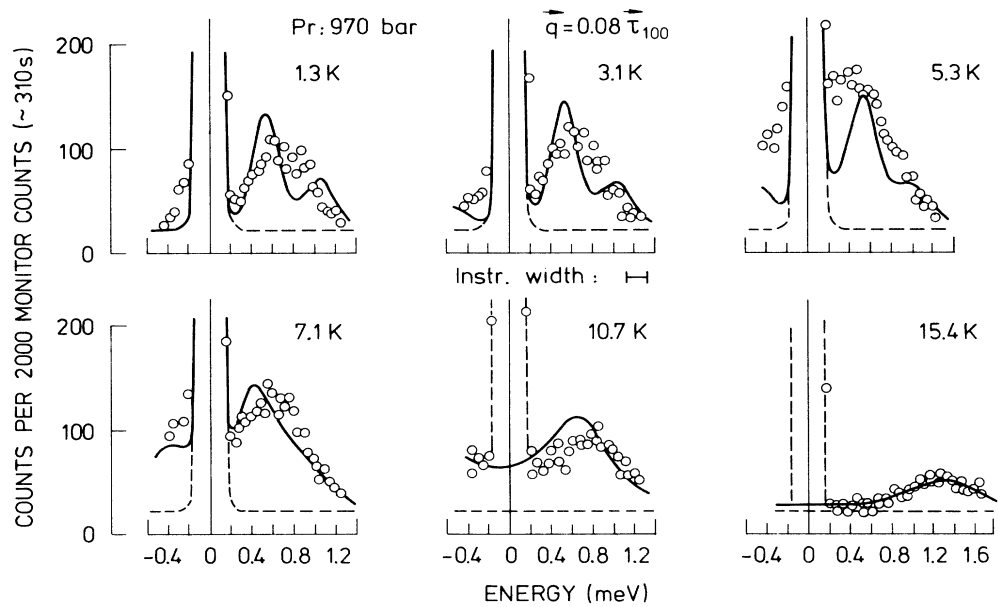 Pr: 970 bar
q = 0.08 τ₁₀₀
COUNTS PER 2000 MONITOR COUNTS (~ 310s)
200
100
0
1.3 K
3.1 K
5.3 K
Instr. width :
200
100
0
7.1 K
10.7 K
15.4 K
-0.4 0 0.4 0.8 1.2
-0.4 0 0.4 0.8 1.2
-0.4 0 0.4 0.8 1.2 1.6
ENERGY (meV)